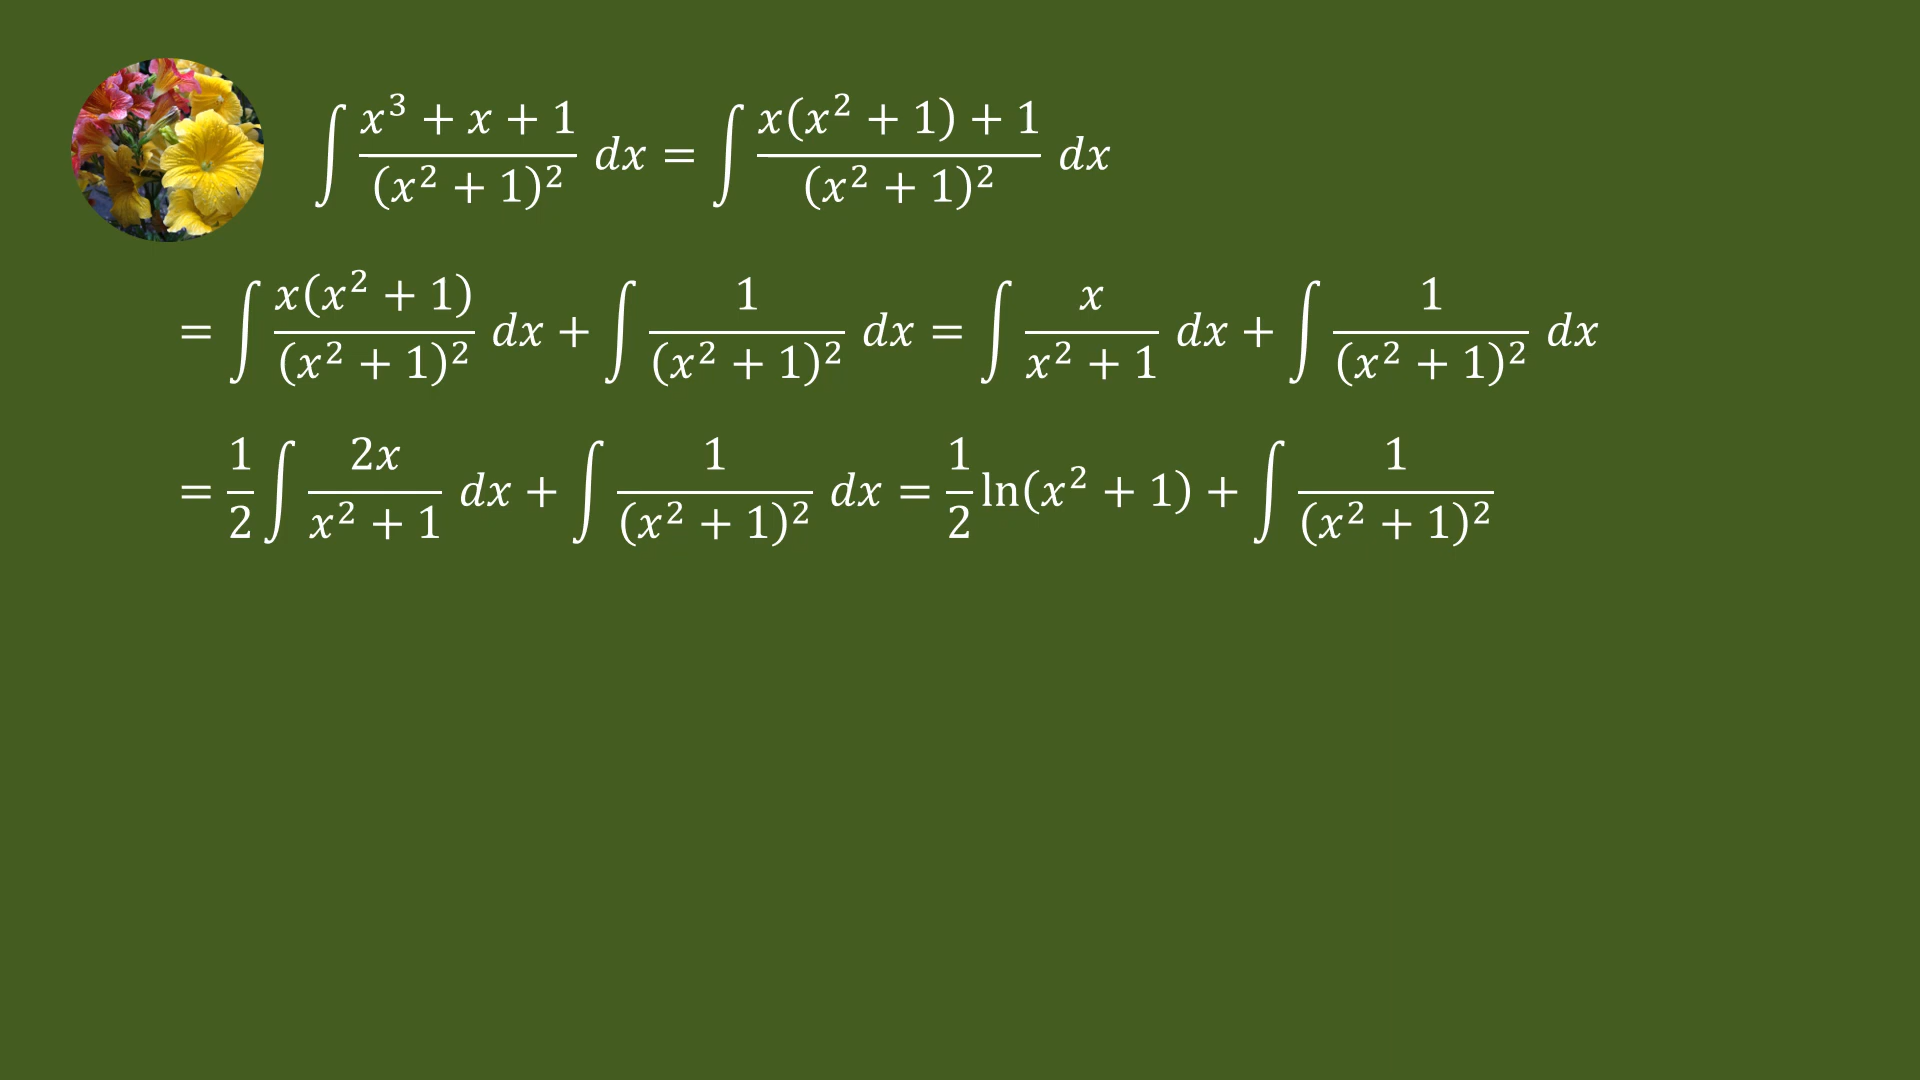 ∫ (x³ + x + 1)/(x² + 1)² dx = ∫ (x(x² + 1) + 1)/(x² + 1)² dx
= ∫ x(x² + 1)/(x² + 1)² dx + ∫ 1/(x² + 1)² dx = ∫ x/(x² + 1) dx + ∫ 1/(x² + 1)² dx
= 1/2 ∫ 2x/(x² + 1) dx + ∫ 1/(x² + 1)² dx = 1/2 ln(x² + 1) + ∫ 1/(x² + 1)²